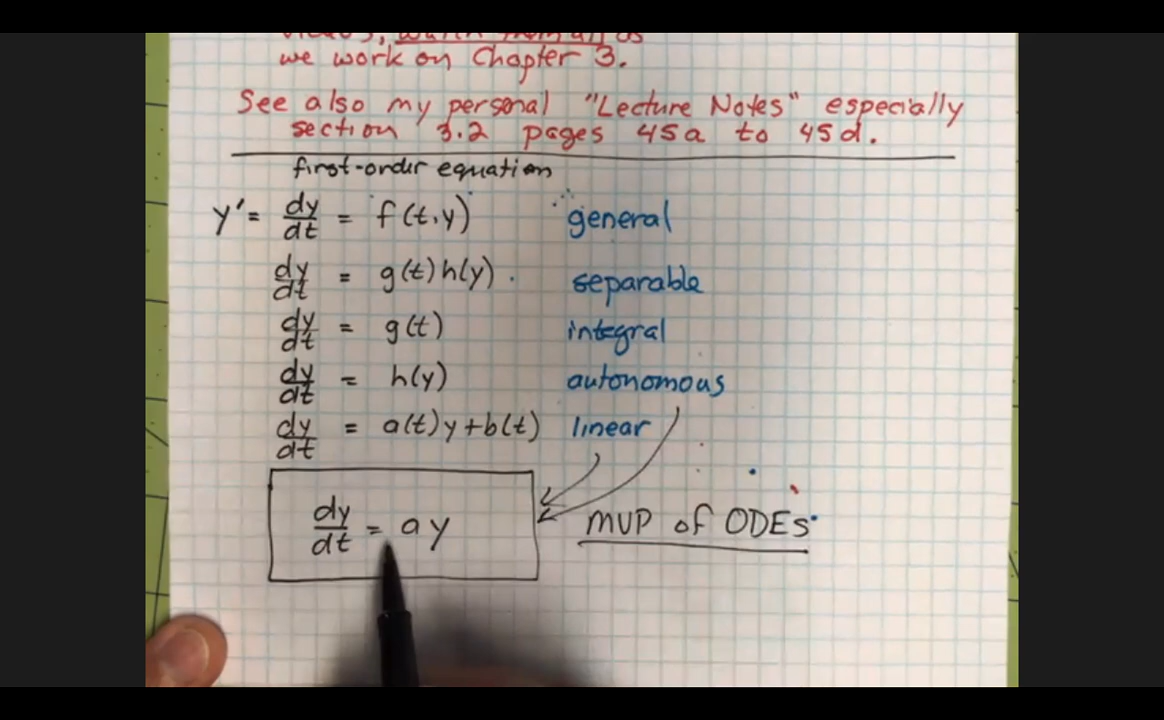 we work on Chapter 3.
See also my personal "Lecture Notes" especially
section 3.2 pages 45a to 45d.
first-order equation
y' = dy/dt = f(t,y) general
dy/dt = g(t)h(y). separable
dy/dt = g(t) integral
dy/dt = h(y) autonomous
dy/dt = a(t)y+b(t) linear
dy/dt = ay MVP of ODEs